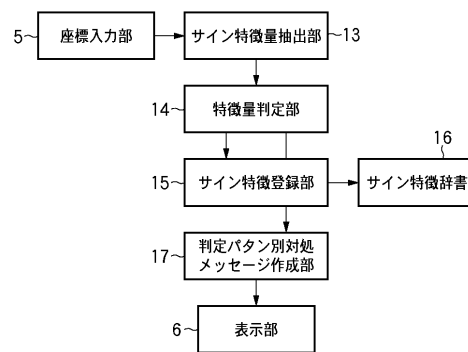 5
座標入力部
サイン特徴量抽出部
13
14
特徴量判定部
16
15
サイン特徴登録部
サイン特徴辞書
17
判定パタン別対処
メッセージ作成部
6
表示部